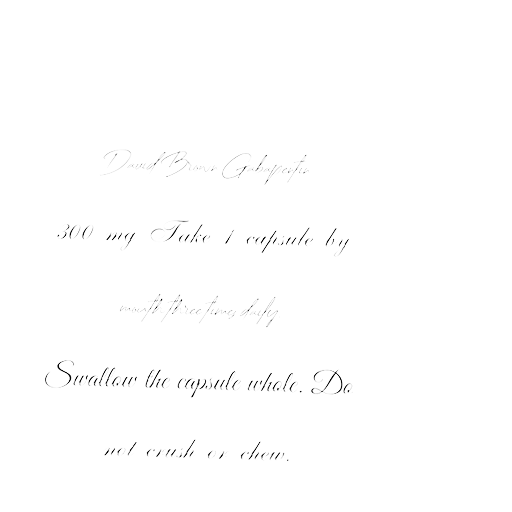 David Brown Gabapentin
300 mg Take 1 capsule by
mouth three times daily
Swallow the capsule whole. Do
not crush or chew.